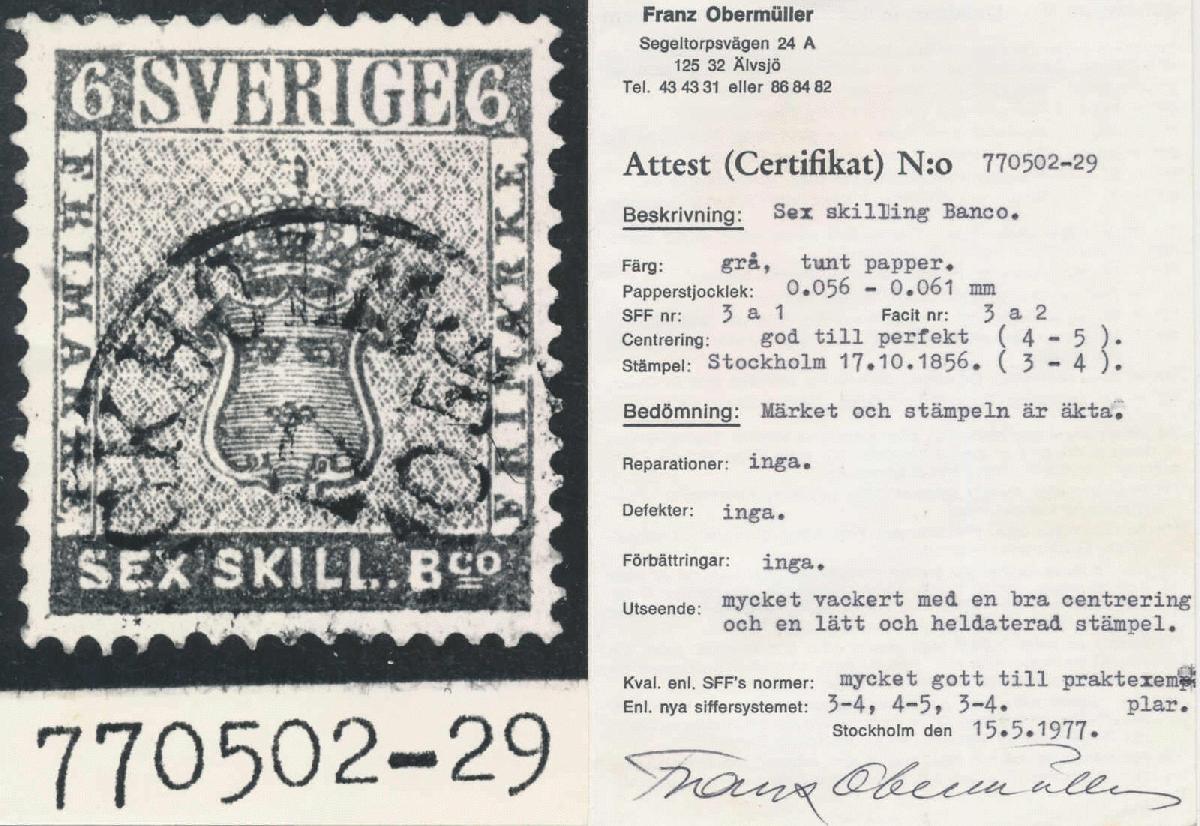 6 SVERIGE 6
FRIMÄRKE
FRIMÄRKE
SEX SKILL. Bco
770502-29
Franz Obermüller
Segeltorpsvägen 24 A
125 32 Älvsjö
Tel. 43 43 31 eller 86 84 82
Attest (Certifikat) N:o 770502-29
Beskrivning: Sex skilling Banco.
Färg: grå, tunt papper.
Papperstjocklek: 0.056 - 0.061 mm
SFF nr: 3 a 1 Facit nr: 3 a 2
Centrering: god till perfekt ( 4 - 5 ).
Stämpel: Stockholm 17.10.1856. ( 3 - 4 ).
Bedömning: Märket och stämpeln är äkta.
Reparationer: inga.
Defekter: inga.
Förbättringar: inga.
Utseende: mycket vackert med en bra centrering
och en lätt och heldaterad stämpel.
Kval. enl. SFF's normer: mycket gott till praktexem
Enl. nya siffersystemet: 3-4, 4-5, 3-4. plar.
Stockholm den 15.5.1977.
Franz Obermüller